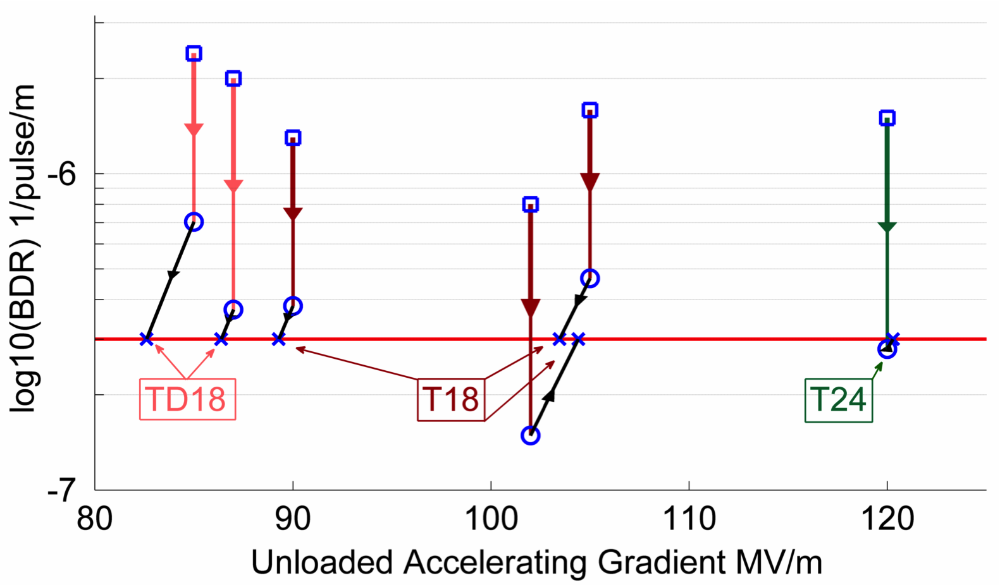 log10(BDR) 1/pulse/m
-6
-7
TD18
T18
T24
80 90 100 110 120
Unloaded Accelerating Gradient MV/m